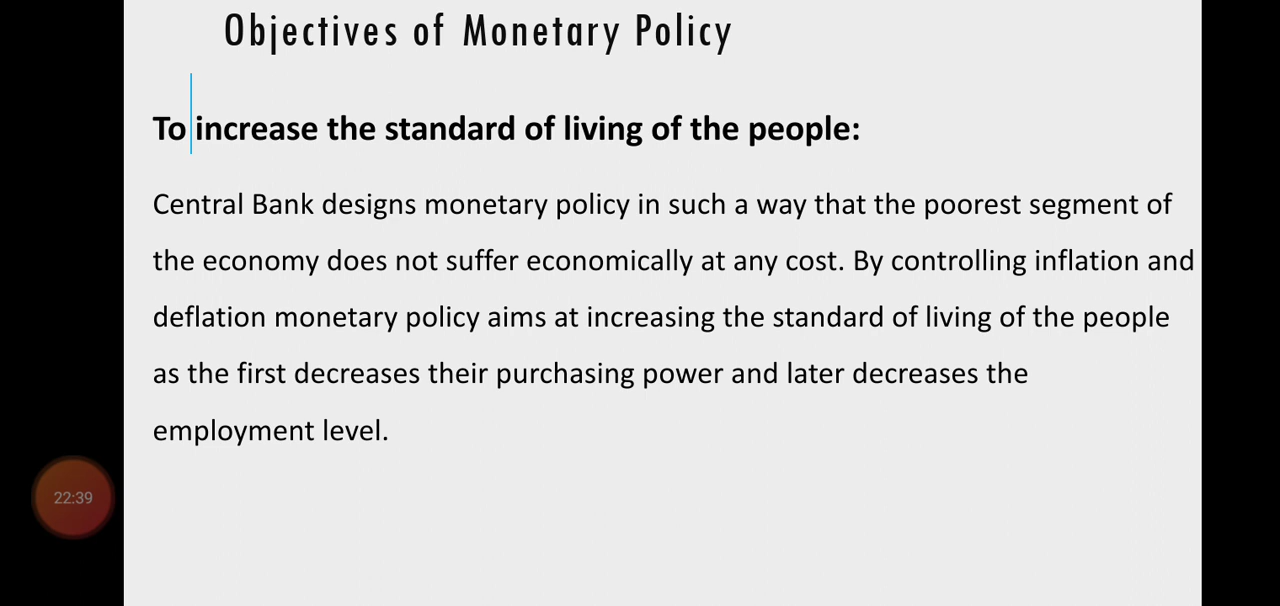 Objectives of Monetary Policy
To increase the standard of living of the people:
Central Bank designs monetary policy in such a way that the poorest segment of
the economy does not suffer economically at any cost. By controlling inflation and
deflation monetary policy aims at increasing the standard of living of the people
as the first decreases their purchasing power and later decreases the
employment level.
22:39